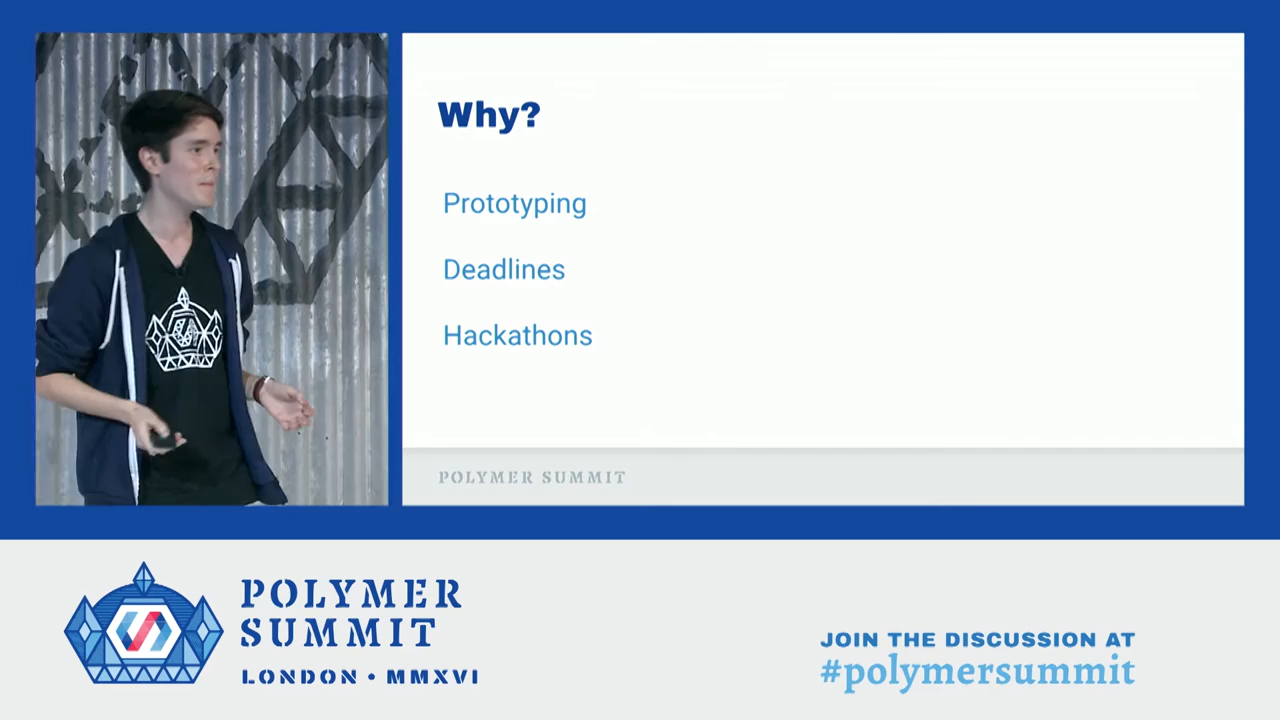 Why?
Prototyping
Deadlines
Hackathons
POLYMER SUMMIT
POLYMER
SUMMIT
LONDON • MMXVI
JOIN THE DISCUSSION AT
#polymersummit